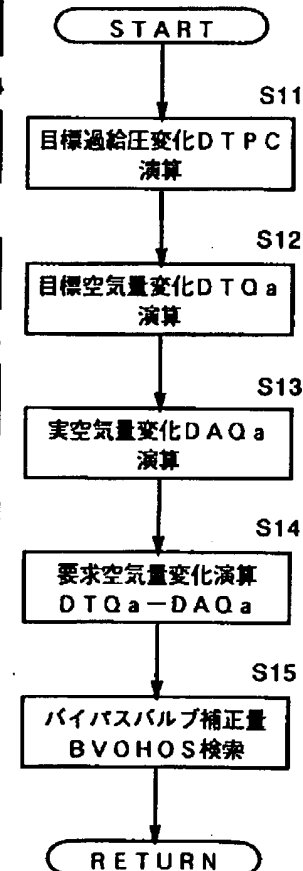 START
S11
目標過給圧変化DTPC
演算
S12
目標空気量変化DTQa
演算
S13
実空気量変化DAQa
演算
S14
要求空気量変化演算
DTQa－DAQa
S15
バイパスバルブ補正量
BVOHOS検索
RETURN